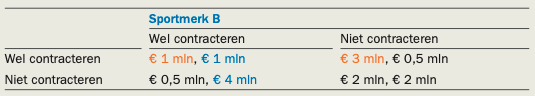 Sportmerk B
Wel contracteren Niet contracteren
Wel contracteren € 1 mln, € 1 mln € 3 mln, € 0,5 mln
Niet contracteren € 0,5 mln, € 4 mln € 2 mln, € 2 mln